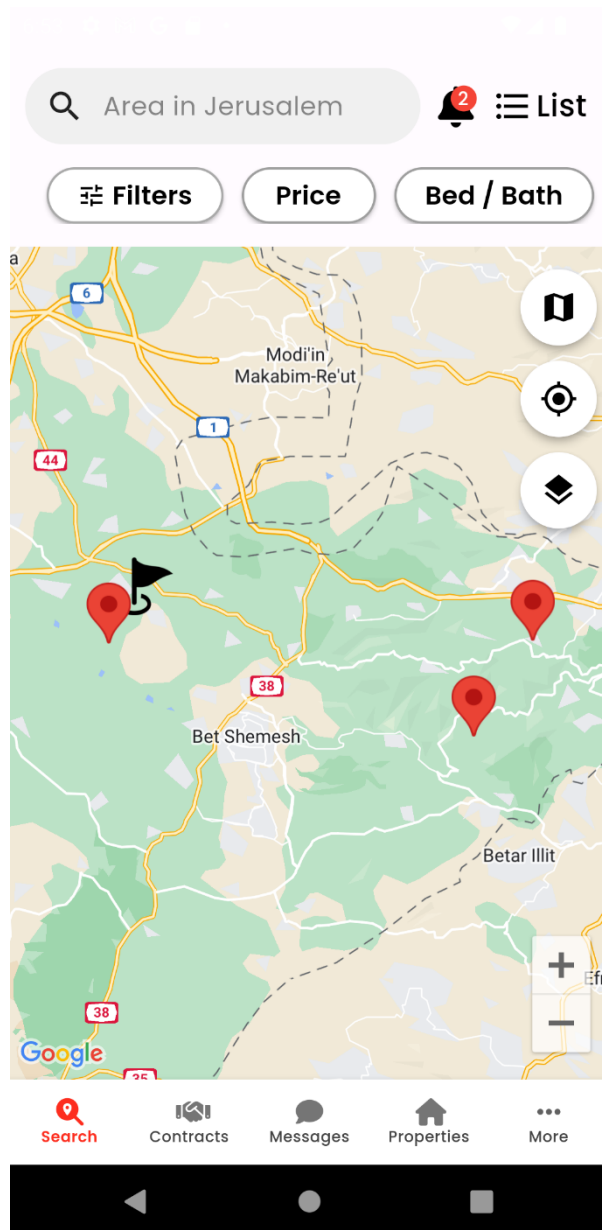 Area in Jerusalem
2
List
Filters
Price
Bed / Bath
a
6
Modi'in
Makabim-Re'ut
1
44
38
Bet Shemesh
Betar Illit
+
Ef
−
38
Google
35
Search
Contracts
Messages
Properties
More